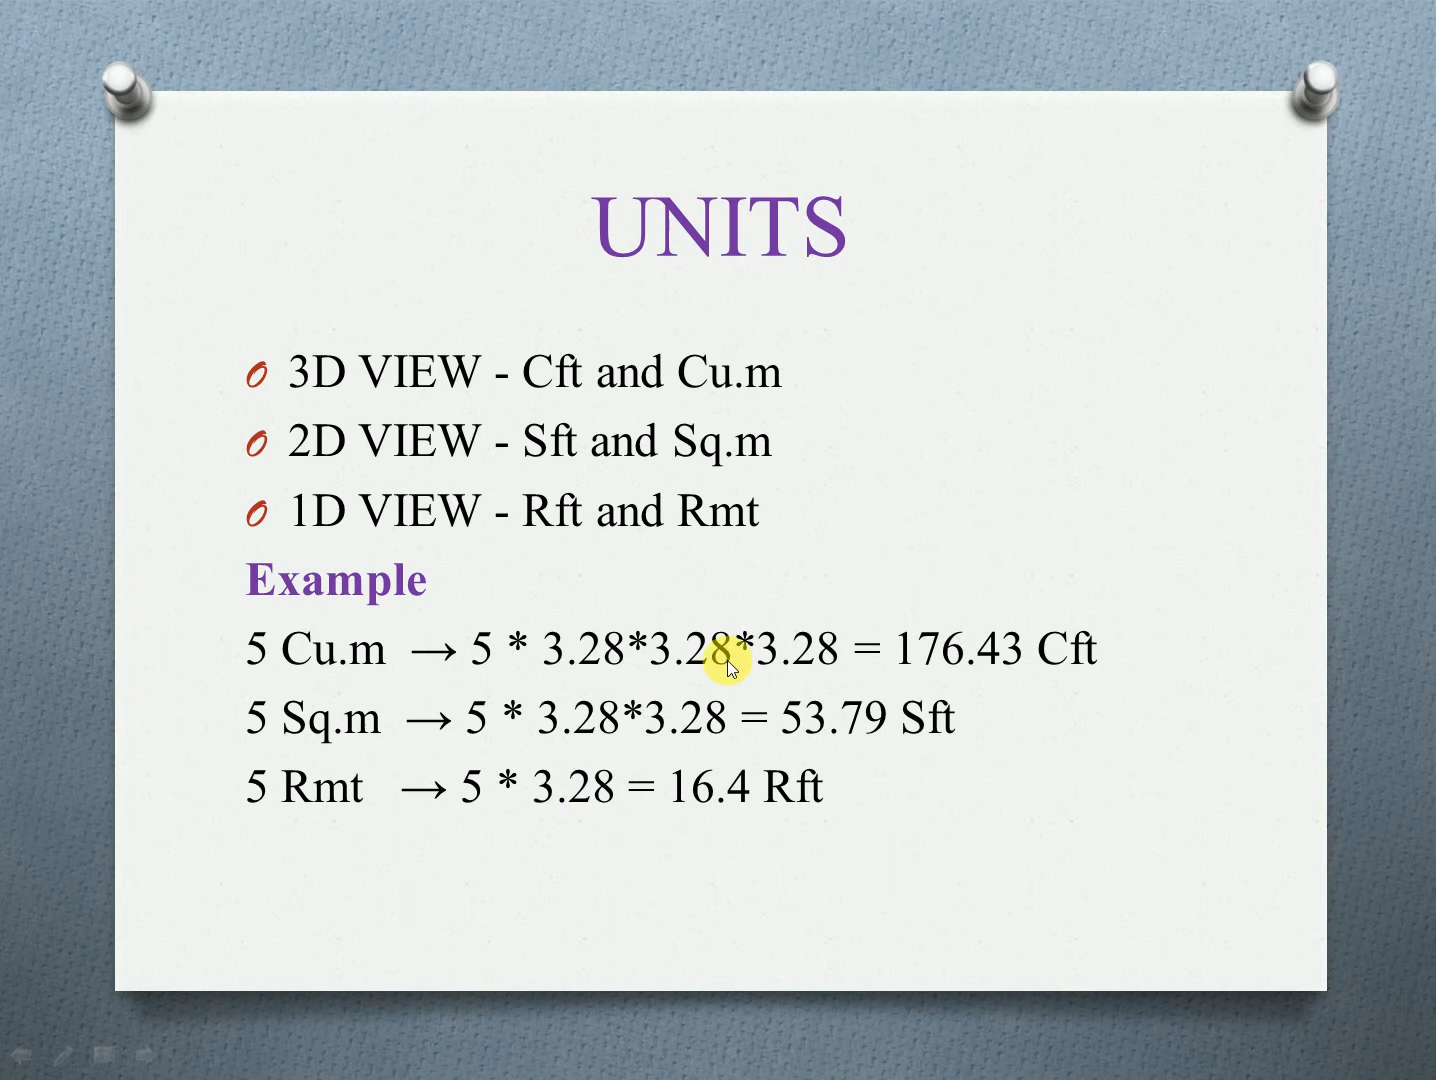 UNITS
3D VIEW - Cft and Cu.m
2D VIEW - Sft and Sq.m
1D VIEW - Rft and Rmt
Example
5 Cu.m → 5 * 3.28*3.28*3.28 = 176.43 Cft
5 Sq.m → 5 * 3.28*3.28 = 53.79 Sft
5 Rmt → 5 * 3.28 = 16.4 Rft